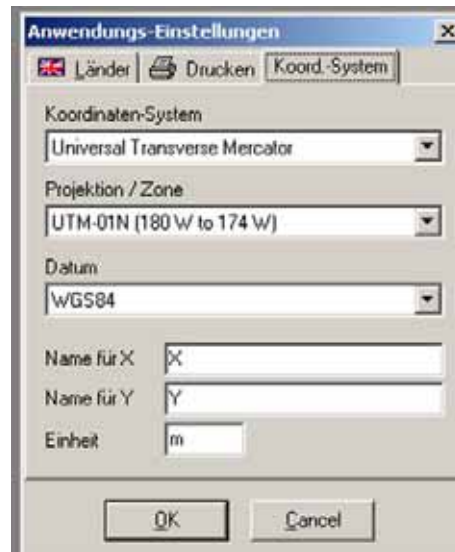 Anwendungs-Einstellungen
Länder Drucken Koord.-System
Koordinaten-System
Universal Transverse Mercator
Projektion / Zone
UTM-01N (180 W to 174 W)
Datum
WGS84
Name für X X
Name für Y Y
Einheit m
OK Cancel